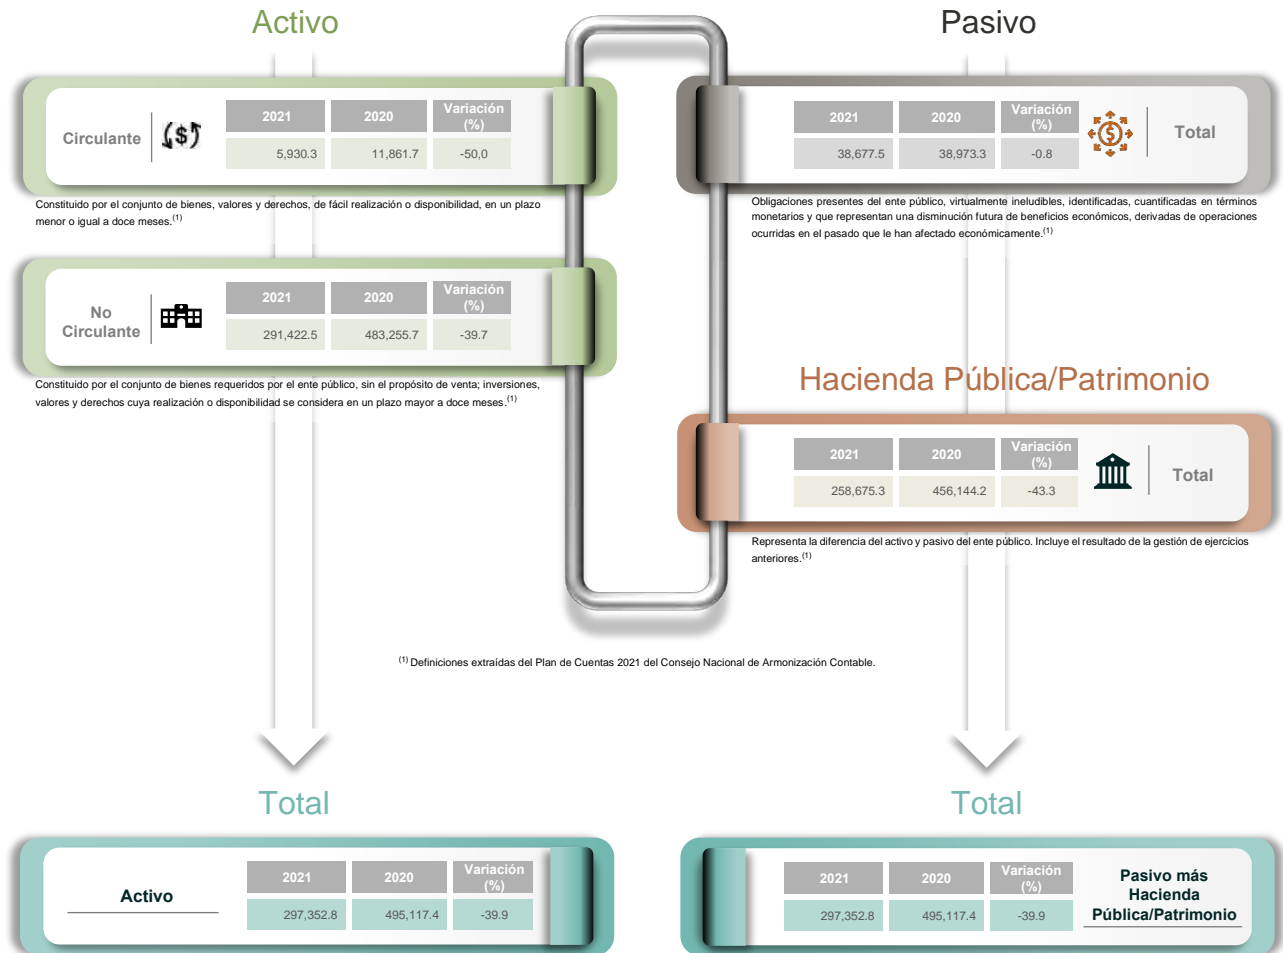 Activo
Circulante
2021 2020 Variación (%)
5,930.3 11,861.7 -50,0
Constituido por el conjunto de bienes, valores y derechos, de fácil realización o disponibilidad, en un plazo
menor o igual a doce meses.(1)
No
Circulante
2021 2020 Variación (%)
291,422.5 483,255.7 -39.7
Constituido por el conjunto de bienes requeridos por el ente público, sin el propósito de venta; inversiones,
valores y derechos cuya realización o disponibilidad se considera en un plazo mayor a doce meses.(1)
Pasivo
2021 2020 Variación (%)
38,677.5 38,973.3 -0.8
Total
Obligaciones presentes del ente público, virtualmente ineludibles, identificadas, cuantificadas en términos
monetarios y que representan una disminución futura de beneficios económicos, derivadas de operaciones
ocurridas en el pasado que le han afectado económicamente.(1)
Hacienda Pública/Patrimonio
2021 2020 Variación (%)
258,675.3 456,144.2 -43.3
Total
Representa la diferencia del activo y pasivo del ente público. Incluye el resultado de la gestión de ejercicios
anteriores.(1)
(1) Definiciones extraídas del Plan de Cuentas 2021 del Consejo Nacional de Armonización Contable.
Total
Activo
2021 2020 Variación (%)
297,352.8 495,117.4 -39.9
Total
2021 2020 Variación (%)
297,352.8 495,117.4 -39.9
Pasivo más
Hacienda
Pública/Patrimonio